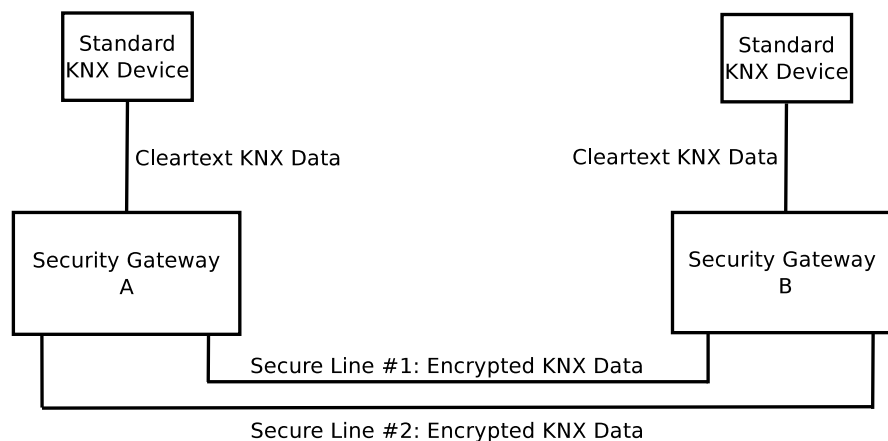 Standard
KNX Device
Standard
KNX Device
Cleartext KNX Data
Cleartext KNX Data
Security Gateway
A
Security Gateway
B
Secure Line #1: Encrypted KNX Data
Secure Line #2: Encrypted KNX Data